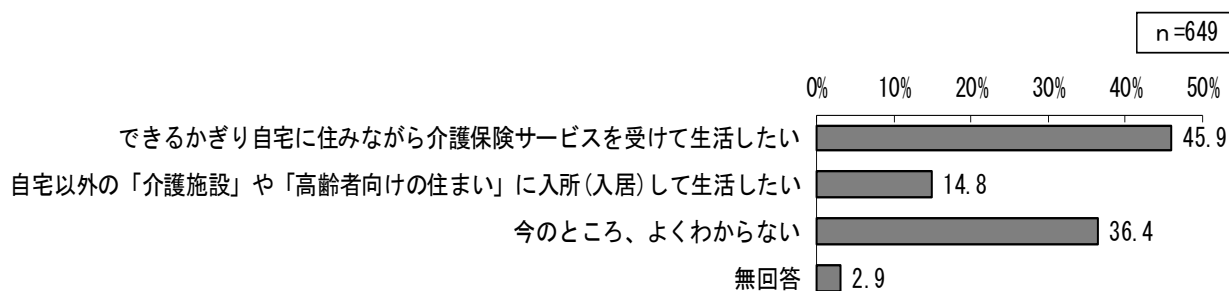 ｎ=649
0% 10% 20% 30% 40% 50%
できるかぎり自宅に住みながら介護保険サービスを受けて生活したい 45.9
自宅以外の「介護施設」や「高齢者向けの住まい」に入所(入居)して生活したい 14.8
今のところ、よくわからない 36.4
無回答 2.9